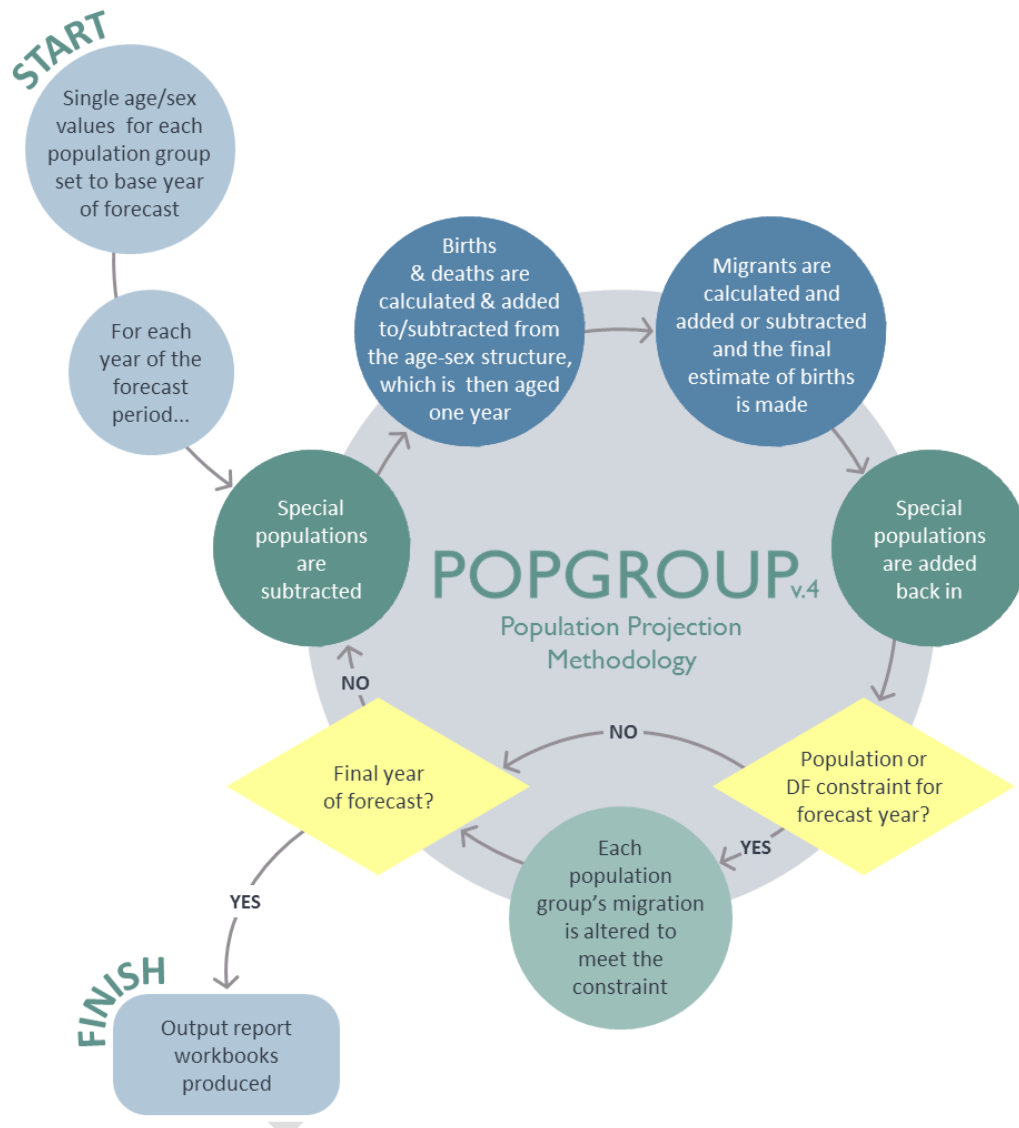 START
Single age/sex
values for each
population group
set to base year
of forecast
For each
year of the
forecast
period...
Special
populations
are
subtracted
Births
& deaths are
calculated & added
to/subtracted from
the age-sex structure,
which is then aged
one year
Migrants are
calculated and
added or subtracted
and the final
estimate of births
is made
Special
populations
are added
back in
POPGROUP v.4
Population Projection
Methodology
Population or
DF constraint for
forecast year?
NO
YES
Each
population
group's migration
is altered to
meet the
constraint
Final year
of forecast?
NO
YES
FINISH
Output report
workbooks
produced